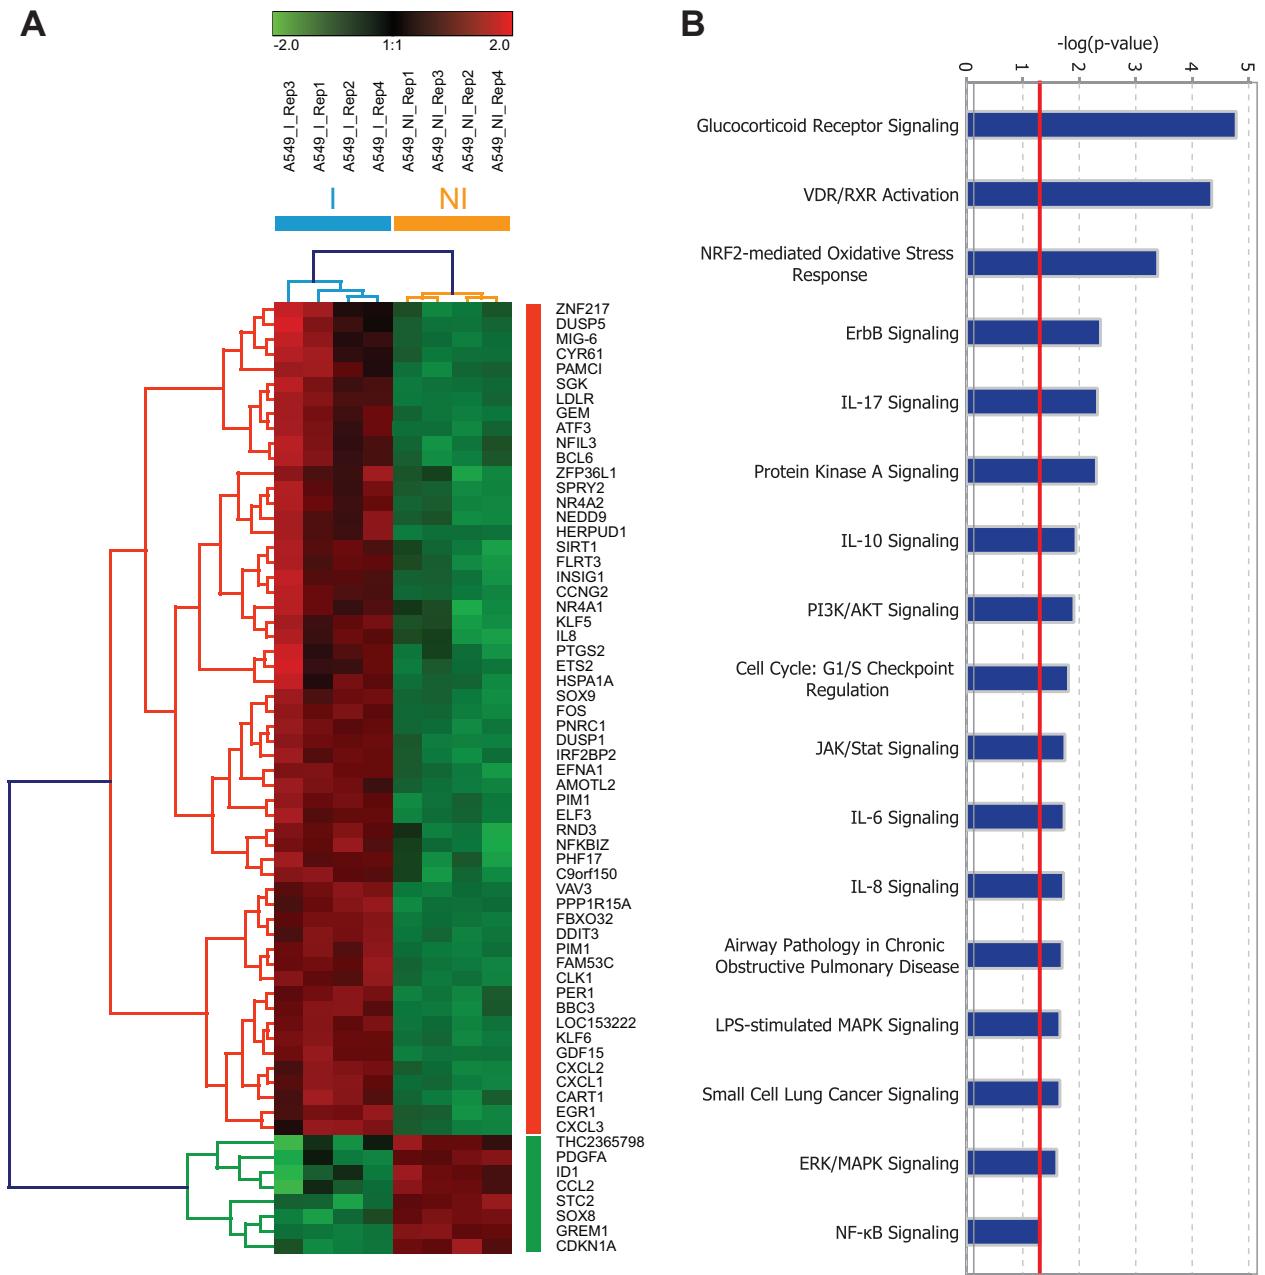 A
-2.0 1:1 2.0
A549_I_Rep3
A549_I_Rep1
A549_I_Rep2
A549_I_Rep4
A549_NI_Rep1
A549_NI_Rep3
A549_NI_Rep2
A549_NI_Rep4
I NI
ZNF217
DUSP5
MIG-6
CYR61
PAMCI
SGK
LDLR
GEM
ATF3
NFIL3
BCL6
ZFP36L1
SPRY2
NR4A2
NEDD9
HERPUD1
SIRT1
FLRT3
INSIG1
CCNG2
NR4A1
KLF5
IL8
PTGS2
ETS2
HSPA1A
SOX9
FOS
PNRC1
DUSP1
IRF2BP2
EFNA1
AMOTL2
PIM1
ELF3
RND3
NFKBIZ
PHF17
C9orf150
VAV3
PPP1R15A
FBXO32
DDIT3
PIM1
FAM53C
CLK1
PER1
BBC3
LOC153222
KLF6
GDF15
CXCL2
CXCL1
CART1
EGR1
CXCL3
THC2365798
PDGFA
ID1
CCL2
STC2
SOX8
GREM1
CDKN1A
B
-log(p-value)
0 1 2 3 4 5
Glucocorticoid Receptor Signaling
VDR/RXR Activation
NRF2-mediated Oxidative Stress
Response
ErbB Signaling
IL-17 Signaling
Protein Kinase A Signaling
IL-10 Signaling
PI3K/AKT Signaling
Cell Cycle: G1/S Checkpoint
Regulation
JAK/Stat Signaling
IL-6 Signaling
IL-8 Signaling
Airway Pathology in Chronic
Obstructive Pulmonary Disease
LPS-stimulated MAPK Signaling
Small Cell Lung Cancer Signaling
ERK/MAPK Signaling
NF-κB Signaling